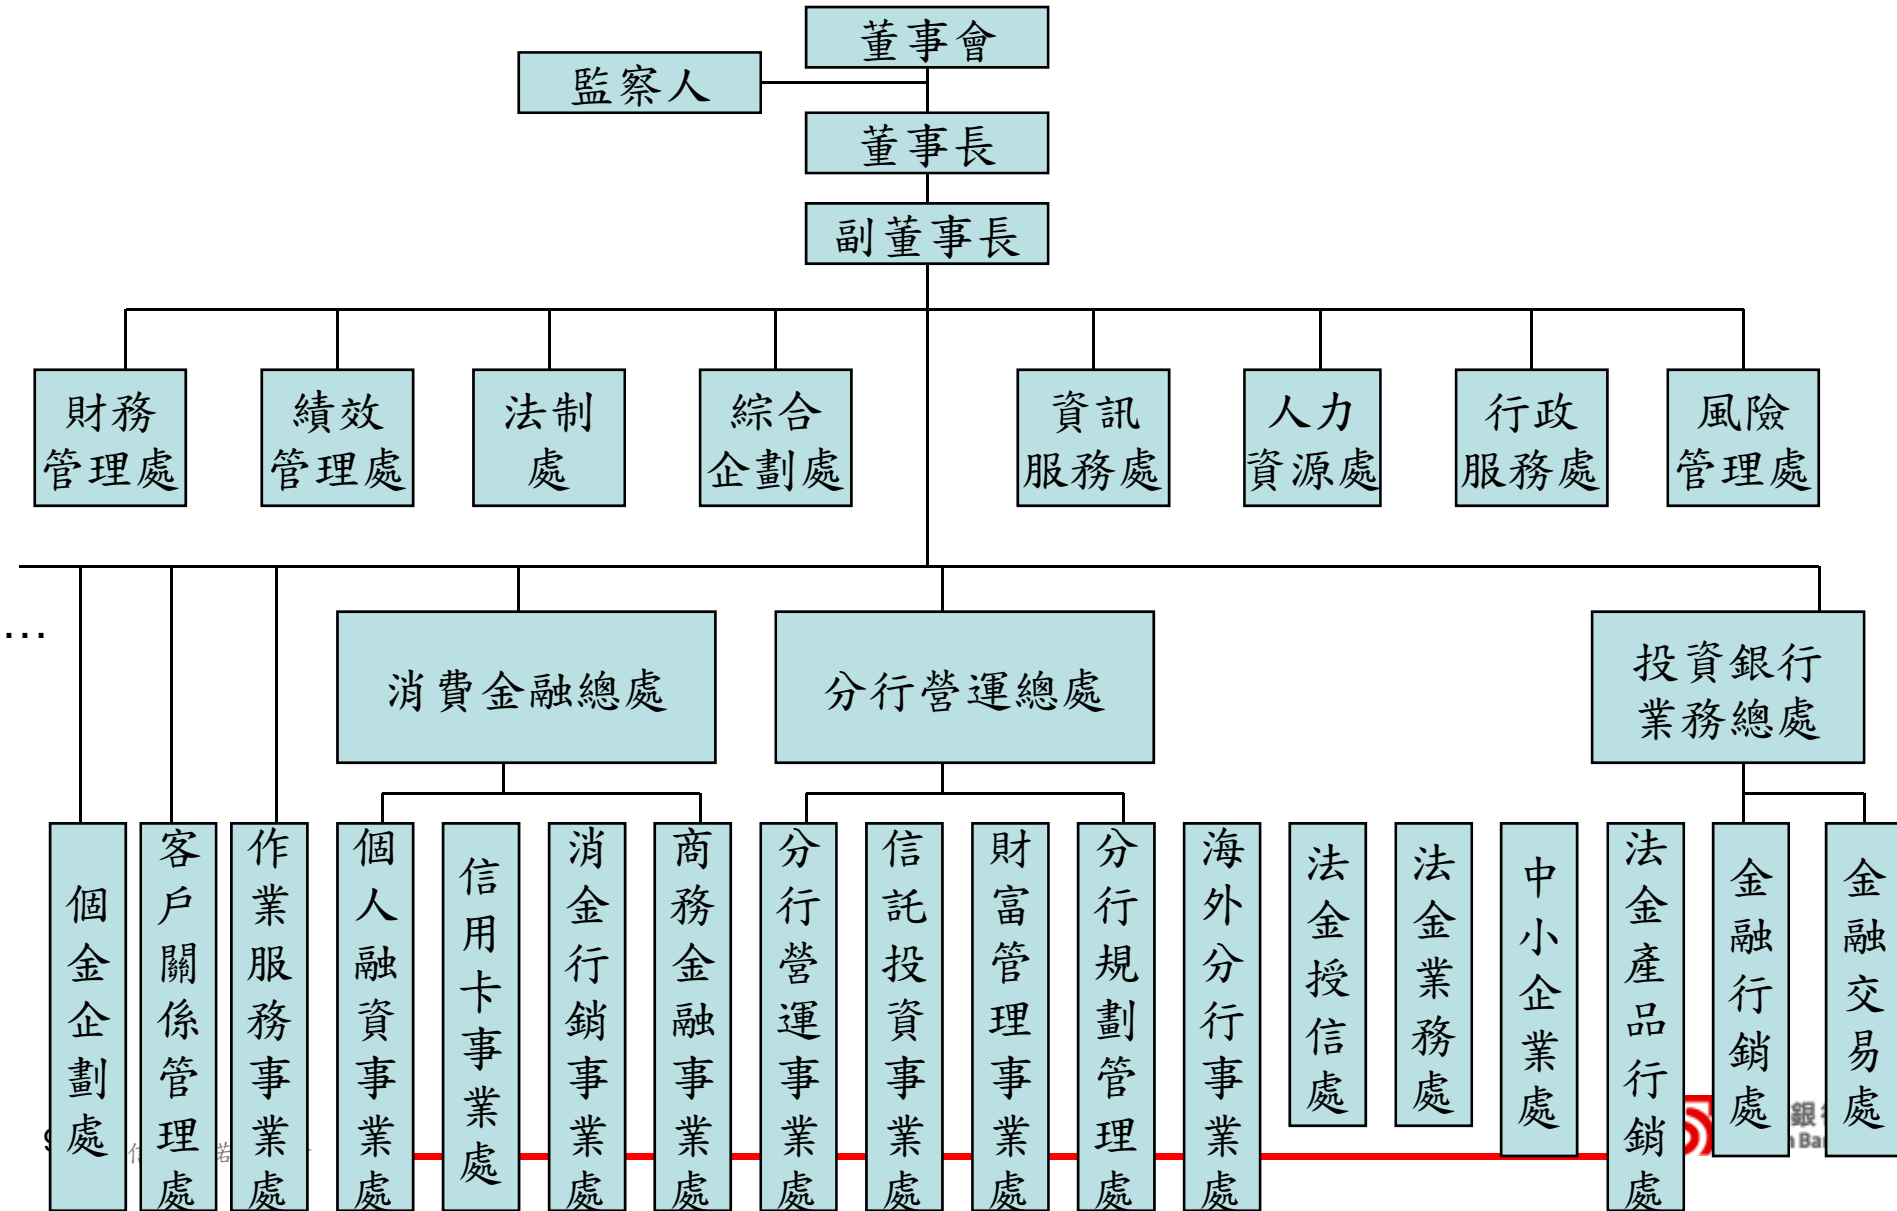 董事會
監察人
董事長
副董事長
財務
管理處
績效
管理處
法制
處
綜合
企劃處
資訊
服務處
人力
資源處
行政
服務處
風險
管理處
...
消費金融總處
分行營運總處
投資銀行
業務總處
個金企劃處
客戶關係管理處
作業服務事業處
個人融資事業處
信用卡事業處
消金行銷事業處
商務金融事業處
分行營運事業處
信託投資事業處
財富管理事業處
分行規劃管理處
海外分行事業處
法金授信處
法金業務處
中小企業處
法金產品行銷處
金融行銷處
金融交易處